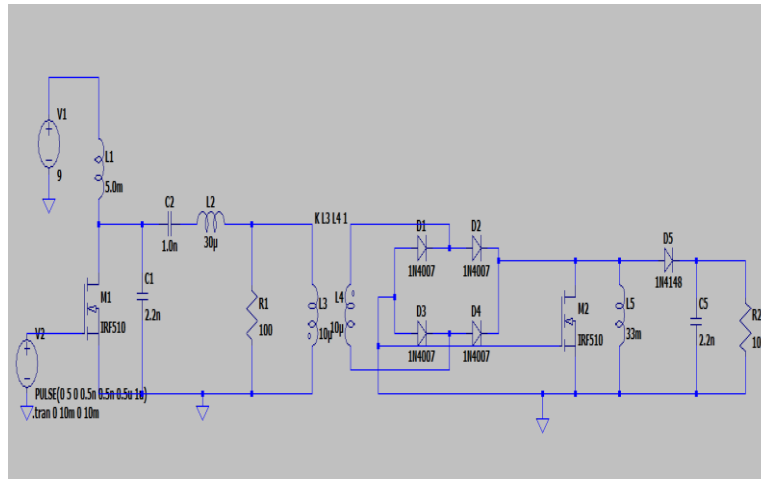 V1
9
L1
5.0m
C2
1.0n
L2
30µ
C1
2.2n
M1
IRF510
V2
PULSE(0 5 0 0.5n 0.5n 0.5u 1u)
.tran 0 10m 0 10m
R1
100
K L3 L4 1
L3
10µ
L4
10µ
D1
1N4007
D2
1N4007
D3
1N4007
D4
1N4007
M2
IRF510
L5
33m
D5
1N4148
C5
2.2n
R2